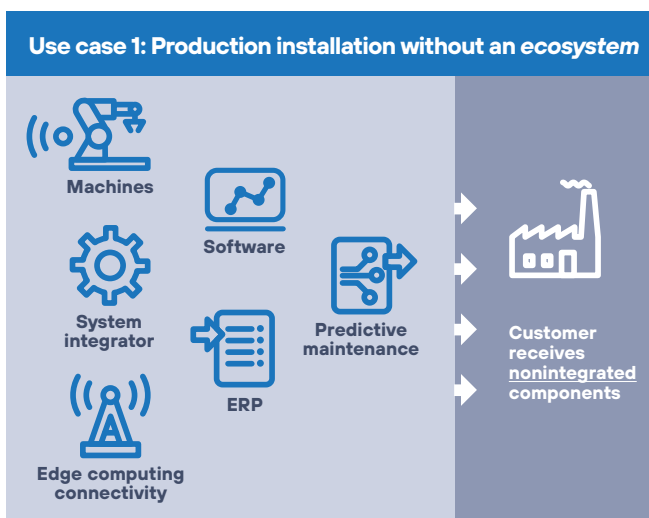 Use case 1: Production installation without an ecosystem
Machines
Software
System
integrator
Predictive
maintenance
ERP
Edge computing
connectivity
Customer
receives
nonintegrated
components